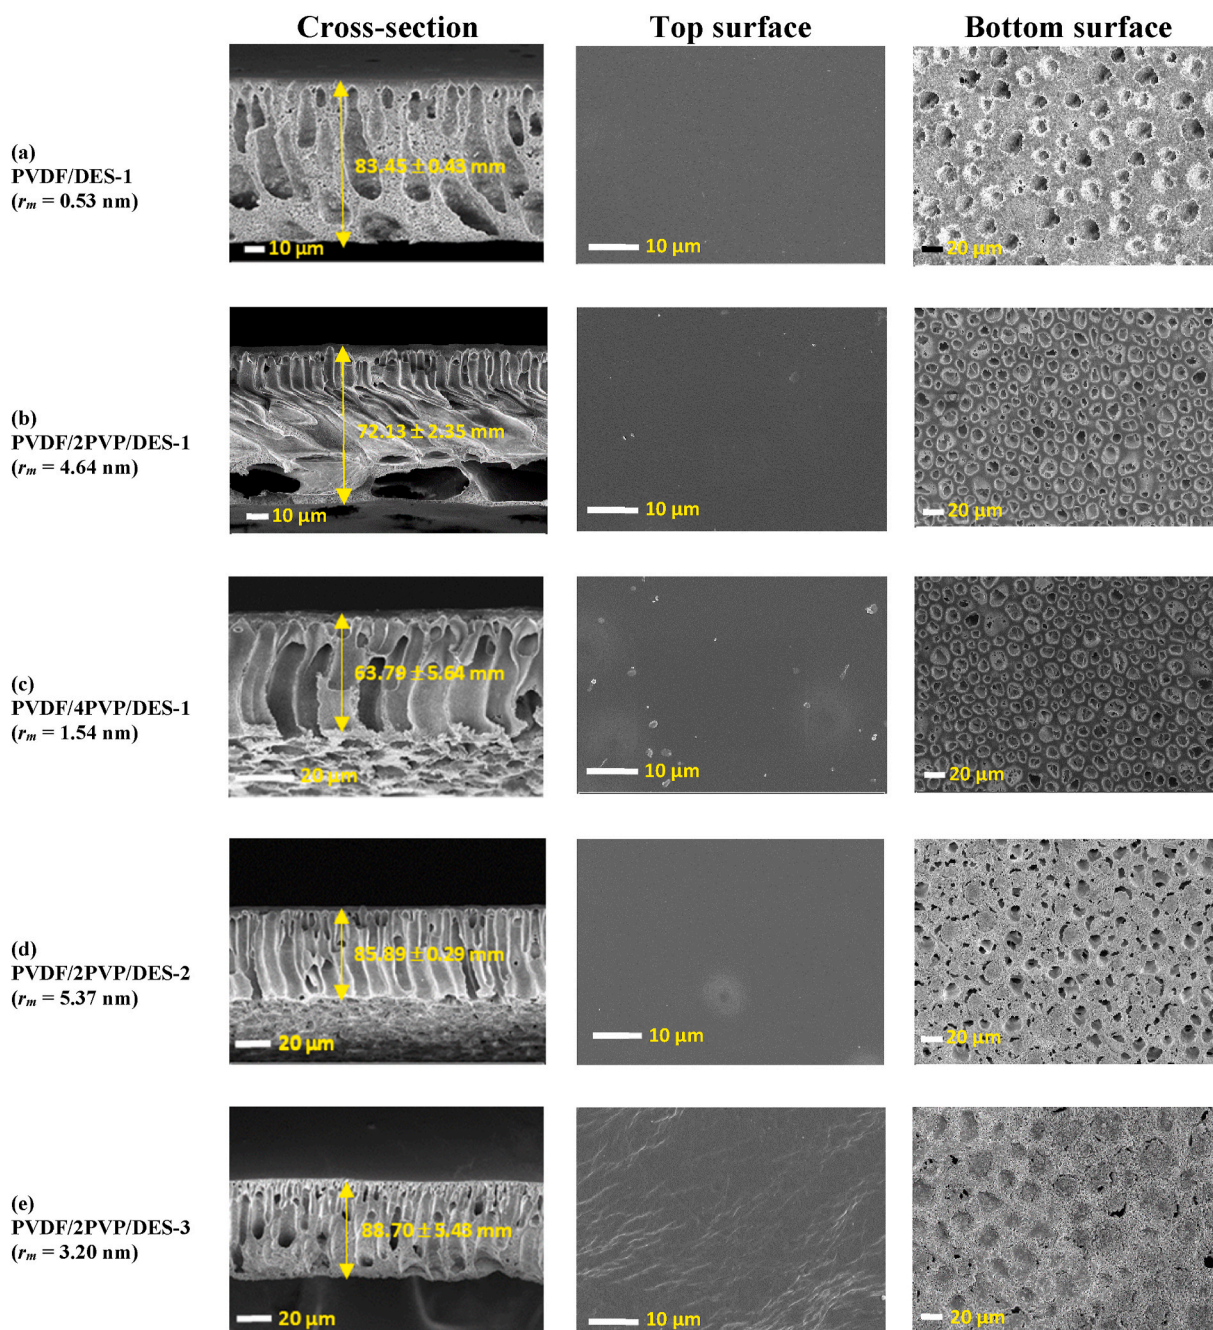 Cross-section Top surface Bottom surface
(a)
PVDF/DES-1
(rm = 0.53 nm)
83.45 ± 0.43 mm
10 µm
10 µm
20 µm
(b)
PVDF/2PVP/DES-1
(rm = 4.64 nm)
72.13 ± 2.35 mm
10 µm
10 µm
20 µm
(c)
PVDF/4PVP/DES-1
(rm = 1.54 nm)
63.79 ± 5.64 mm
20 µm
10 µm
20 µm
(d)
PVDF/2PVP/DES-2
(rm = 5.37 nm)
85.89 ± 0.29 mm
20 µm
10 µm
20 µm
(e)
PVDF/2PVP/DES-3
(rm = 3.20 nm)
88.70 ± 5.48 mm
20 µm
10 µm
20 µm